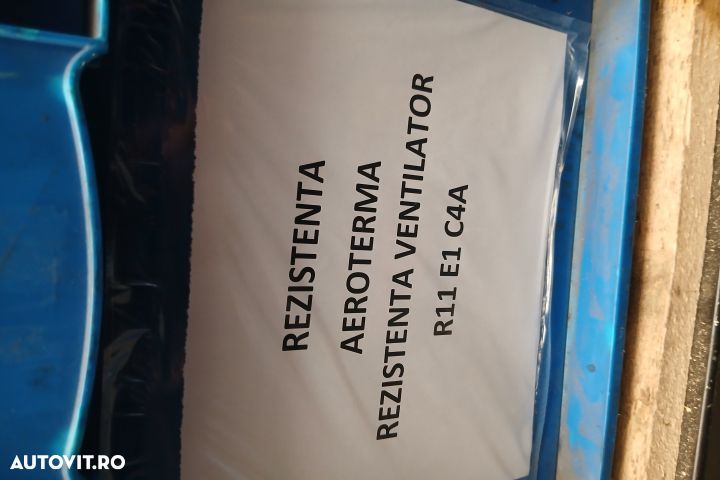 REZISTENTA
AEROTERMA
REZISTENTA VENTILATOR
R11 E1 C4A
AUTOVIT.RO